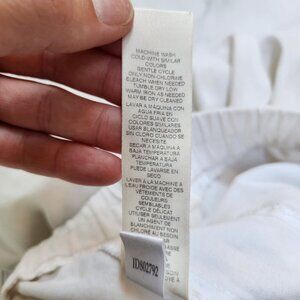 MACHINE WASH
COLD WITH SIMILAR
COLORS
GENTLE CYCLE
ONLY NON-CHLORINE
BLEACH WHEN NEEDED
TUMBLE DRY LOW
WARM IRON AS NEEDED
MAY BE DRY CLEANED
LAVAR A MÁQUINA CON
AGUA FRIA EN
CICLO SUAVE CON
COLORES SIMILARES
USAR BLANQUEADOR
SIN CLORO CUANDO SE
NECESITE
SECAR A MÁQUINA A
BAJA TEMPERATURA
PLANCHAR A BAJA
TEMPERATURA
PUEDE LAVARSE EN
SECO
LAVER A LA MACHINE À
L'EAU FROIDE AVEC DES
VÊTEMENTS DE
COULEURS
SEMBLABLES
CYCLE DÉLICAT
UTILISER SEULEMENT
UN AGENT DE
BLANCHIMENT NON
CHLORÉ AU BESOIN
ID802792